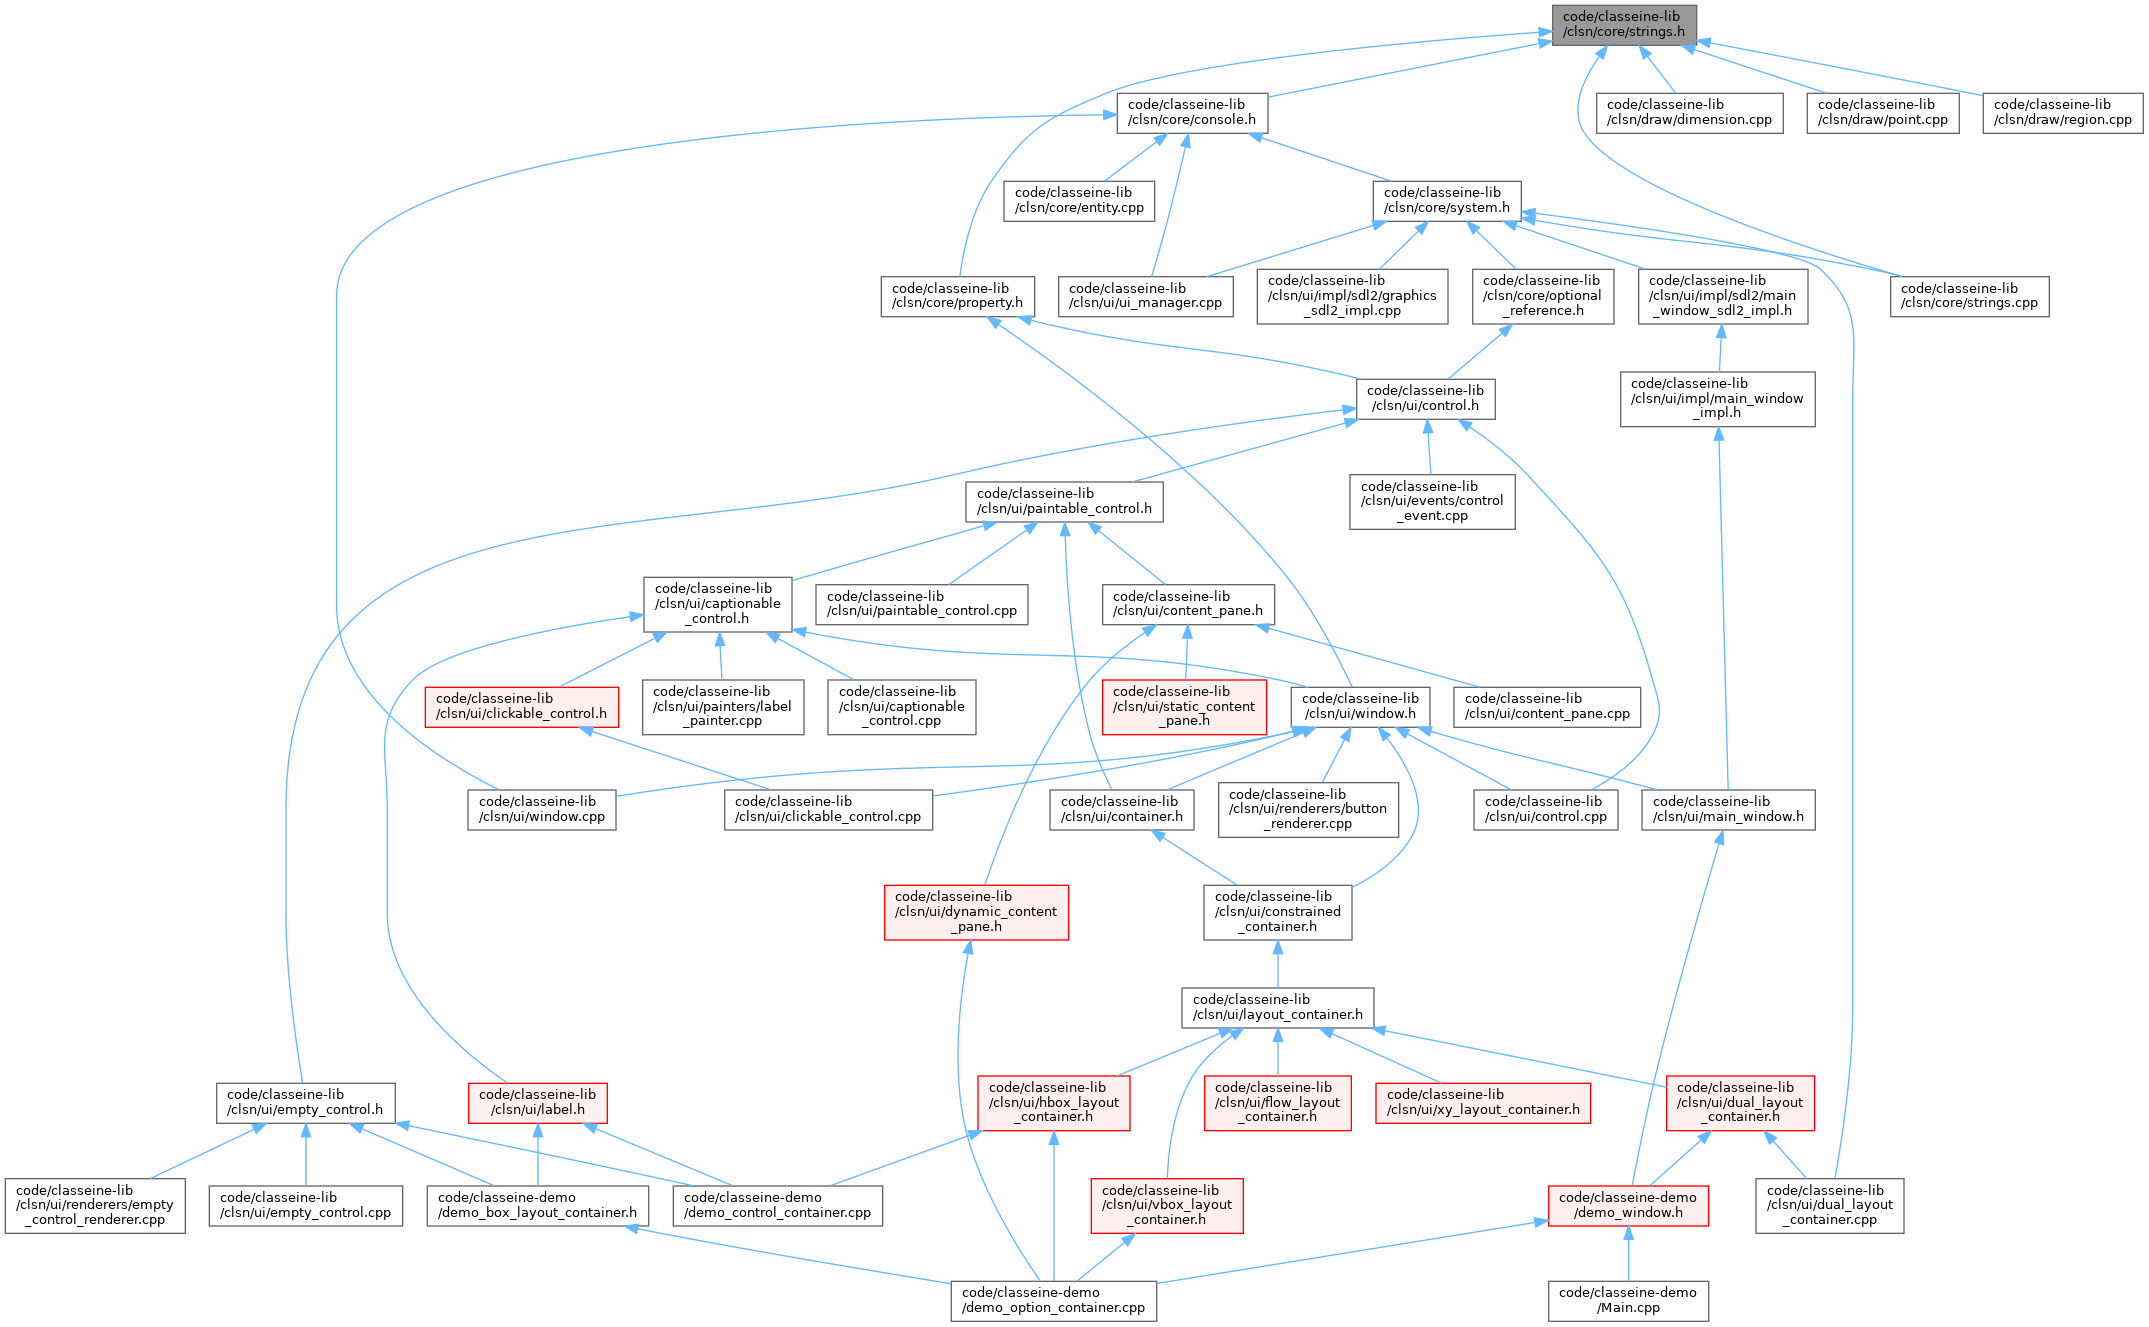 code/classeine-lib
/clsn/core/strings.h
code/classeine-lib
/clsn/core/console.h
code/classeine-lib
/clsn/draw/dimension.cpp
code/classeine-lib
/clsn/draw/point.cpp
code/classeine-lib
/clsn/draw/region.cpp
code/classeine-lib
/clsn/core/entity.cpp
code/classeine-lib
/clsn/core/system.h
code/classeine-lib
/clsn/core/property.h
code/classeine-lib
/clsn/ui/ui_manager.cpp
code/classeine-lib
/clsn/ui/impl/sdl2/graphics
_sdl2_impl.cpp
code/classeine-lib
/clsn/core/optional
_reference.h
code/classeine-lib
/clsn/ui/impl/sdl2/main
_window_sdl2_impl.h
code/classeine-lib
/clsn/core/strings.cpp
code/classeine-lib
/clsn/ui/control.h
code/classeine-lib
/clsn/ui/impl/main_window
_impl.h
code/classeine-lib
/clsn/ui/paintable_control.h
code/classeine-lib
/clsn/ui/events/control
_event.cpp
code/classeine-lib
/clsn/ui/captionable
_control.h
code/classeine-lib
/clsn/ui/paintable_control.cpp
code/classeine-lib
/clsn/ui/content_pane.h
code/classeine-lib
/clsn/ui/clickable_control.h
code/classeine-lib
/clsn/ui/painters/label
_painter.cpp
code/classeine-lib
/clsn/ui/captionable
_control.cpp
code/classeine-lib
/clsn/ui/static_content
_pane.h
code/classeine-lib
/clsn/ui/window.h
code/classeine-lib
/clsn/ui/content_pane.cpp
code/classeine-lib
/clsn/ui/window.cpp
code/classeine-lib
/clsn/ui/clickable_control.cpp
code/classeine-lib
/clsn/ui/container.h
code/classeine-lib
/clsn/ui/renderers/button
_renderer.cpp
code/classeine-lib
/clsn/ui/control.cpp
code/classeine-lib
/clsn/ui/main_window.h
code/classeine-lib
/clsn/ui/dynamic_content
_pane.h
code/classeine-lib
/clsn/ui/constrained
_container.h
code/classeine-lib
/clsn/ui/layout_container.h
code/classeine-lib
/clsn/ui/empty_control.h
code/classeine-lib
/clsn/ui/label.h
code/classeine-lib
/clsn/ui/hbox_layout
_container.h
code/classeine-lib
/clsn/ui/flow_layout
_container.h
code/classeine-lib
/clsn/ui/xy_layout_container.h
code/classeine-lib
/clsn/ui/dual_layout
_container.h
code/classeine-lib
/clsn/ui/renderers/empty
_control_renderer.cpp
code/classeine-lib
/clsn/ui/empty_control.cpp
code/classeine-demo
/demo_box_layout_container.h
code/classeine-demo
/demo_control_container.cpp
code/classeine-lib
/clsn/ui/vbox_layout
_container.h
code/classeine-demo
/demo_window.h
code/classeine-lib
/clsn/ui/dual_layout
_container.cpp
code/classeine-demo
/demo_option_container.cpp
code/classeine-demo
/Main.cpp